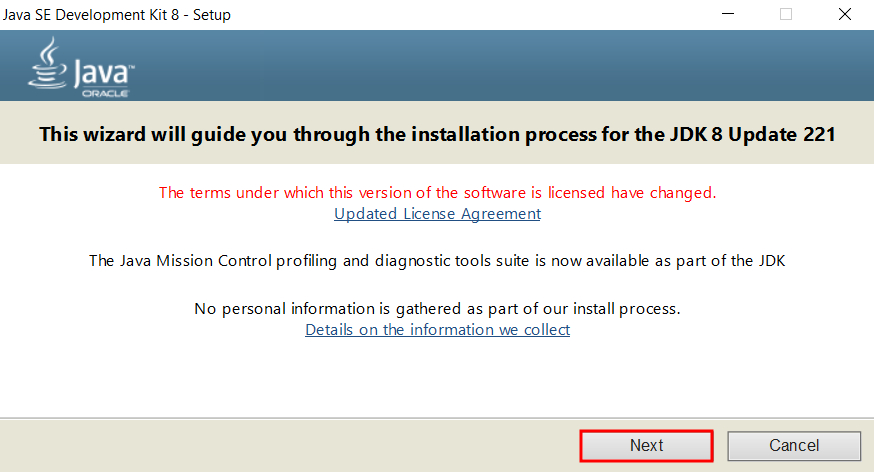 Java SE Development Kit 8 - Setup
Java™
ORACLE
This wizard will guide you through the installation process for the JDK 8 Update 221
The terms under which this version of the software is licensed have changed.
Updated License Agreement
The Java Mission Control profiling and diagnostic tools suite is now available as part of the JDK
No personal information is gathered as part of our install process.
Details on the information we collect
Next Cancel